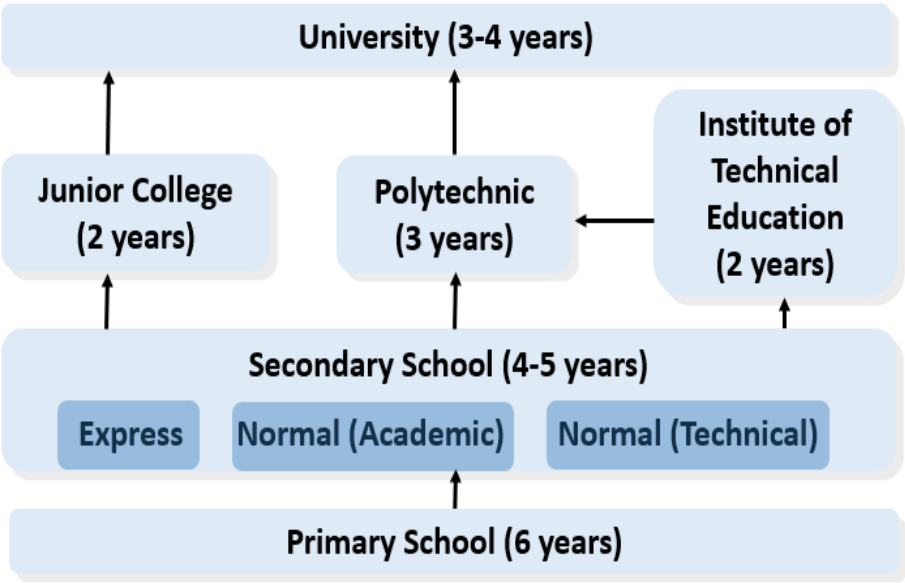 University (3-4 years)
Institute of
Technical
Education
(2 years)
Junior College
(2 years)
Polytechnic
(3 years)
Secondary School (4-5 years)
Express
Normal (Academic)
Normal (Technical)
Primary School (6 years)